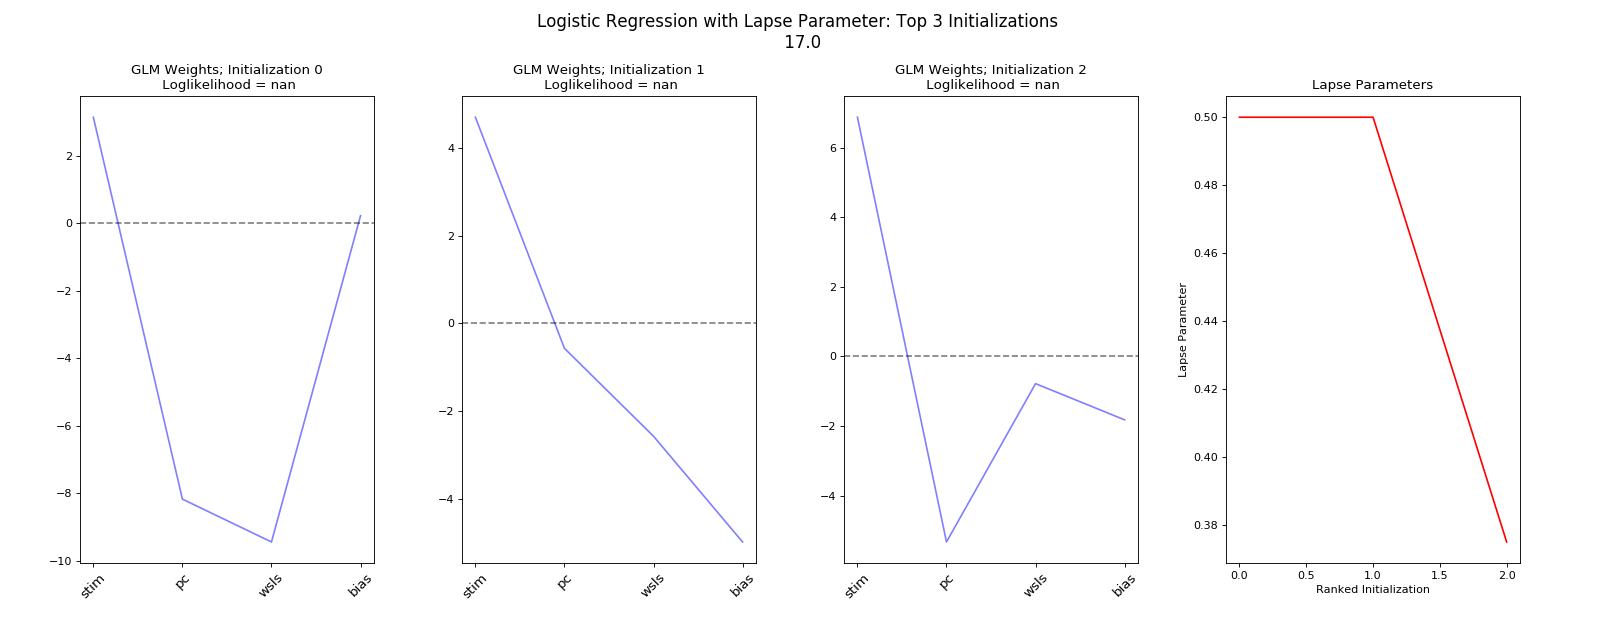 Logistic Regression with Lapse Parameter: Top 3 Initializations
17.0
GLM Weights; Initialization 0
Loglikelihood = nan
2
0
−2
−4
−6
−8
−10
stim
pc
wsls
bias
GLM Weights; Initialization 1
Loglikelihood = nan
4
2
0
−2
−4
stim
pc
wsls
bias
GLM Weights; Initialization 2
Loglikelihood = nan
6
4
2
0
−2
−4
stim
pc
wsls
bias
Lapse Parameters
Lapse Parameter
0.50
0.48
0.46
0.44
0.42
0.40
0.38
0.0
0.5
1.0
1.5
2.0
Ranked Initialization